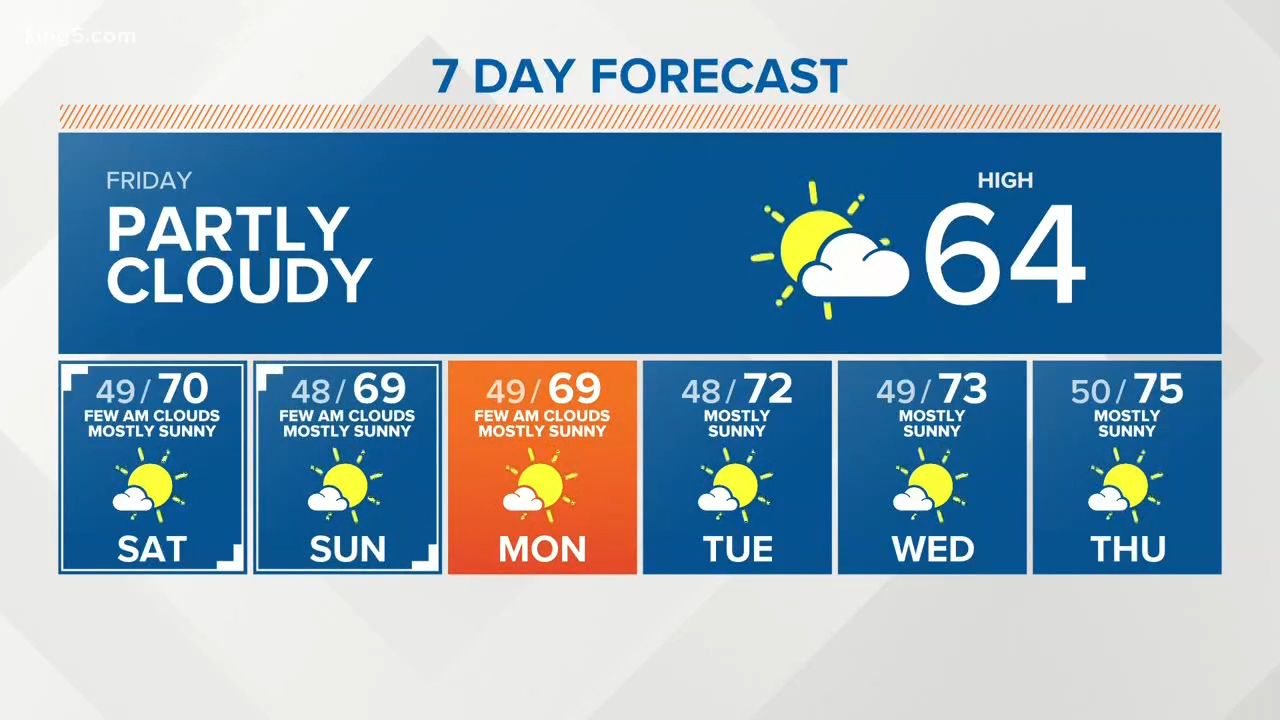 king5.com
7 DAY FORECAST
FRIDAY
PARTLY
CLOUDY
HIGH
64
49 / 70
FEW AM CLOUDS
MOSTLY SUNNY
SAT
48 / 69
FEW AM CLOUDS
MOSTLY SUNNY
SUN
49 / 69
FEW AM CLOUDS
MOSTLY SUNNY
MON
48 / 72
MOSTLY
SUNNY
TUE
49 / 73
MOSTLY
SUNNY
WED
50 / 75
MOSTLY
SUNNY
THU